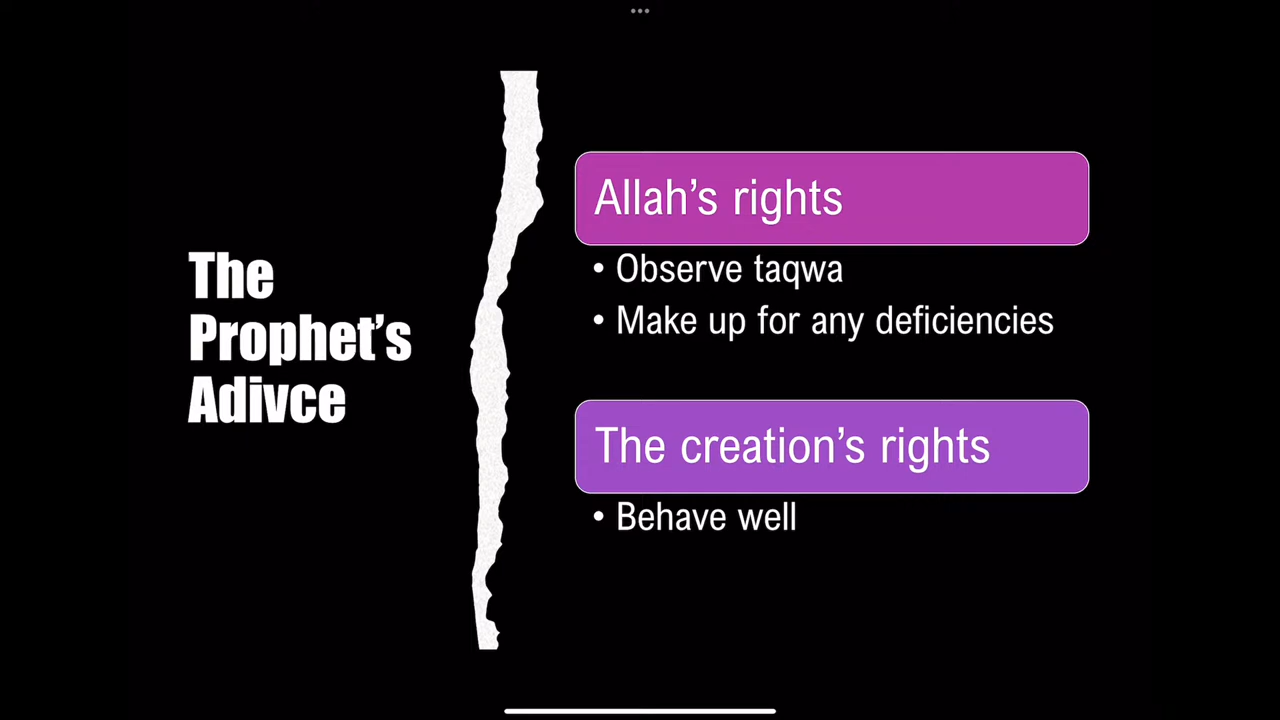 The
Prophet’s
Adivce
Allah’s rights
• Observe taqwa
• Make up for any deficiencies
The creation’s rights
• Behave well